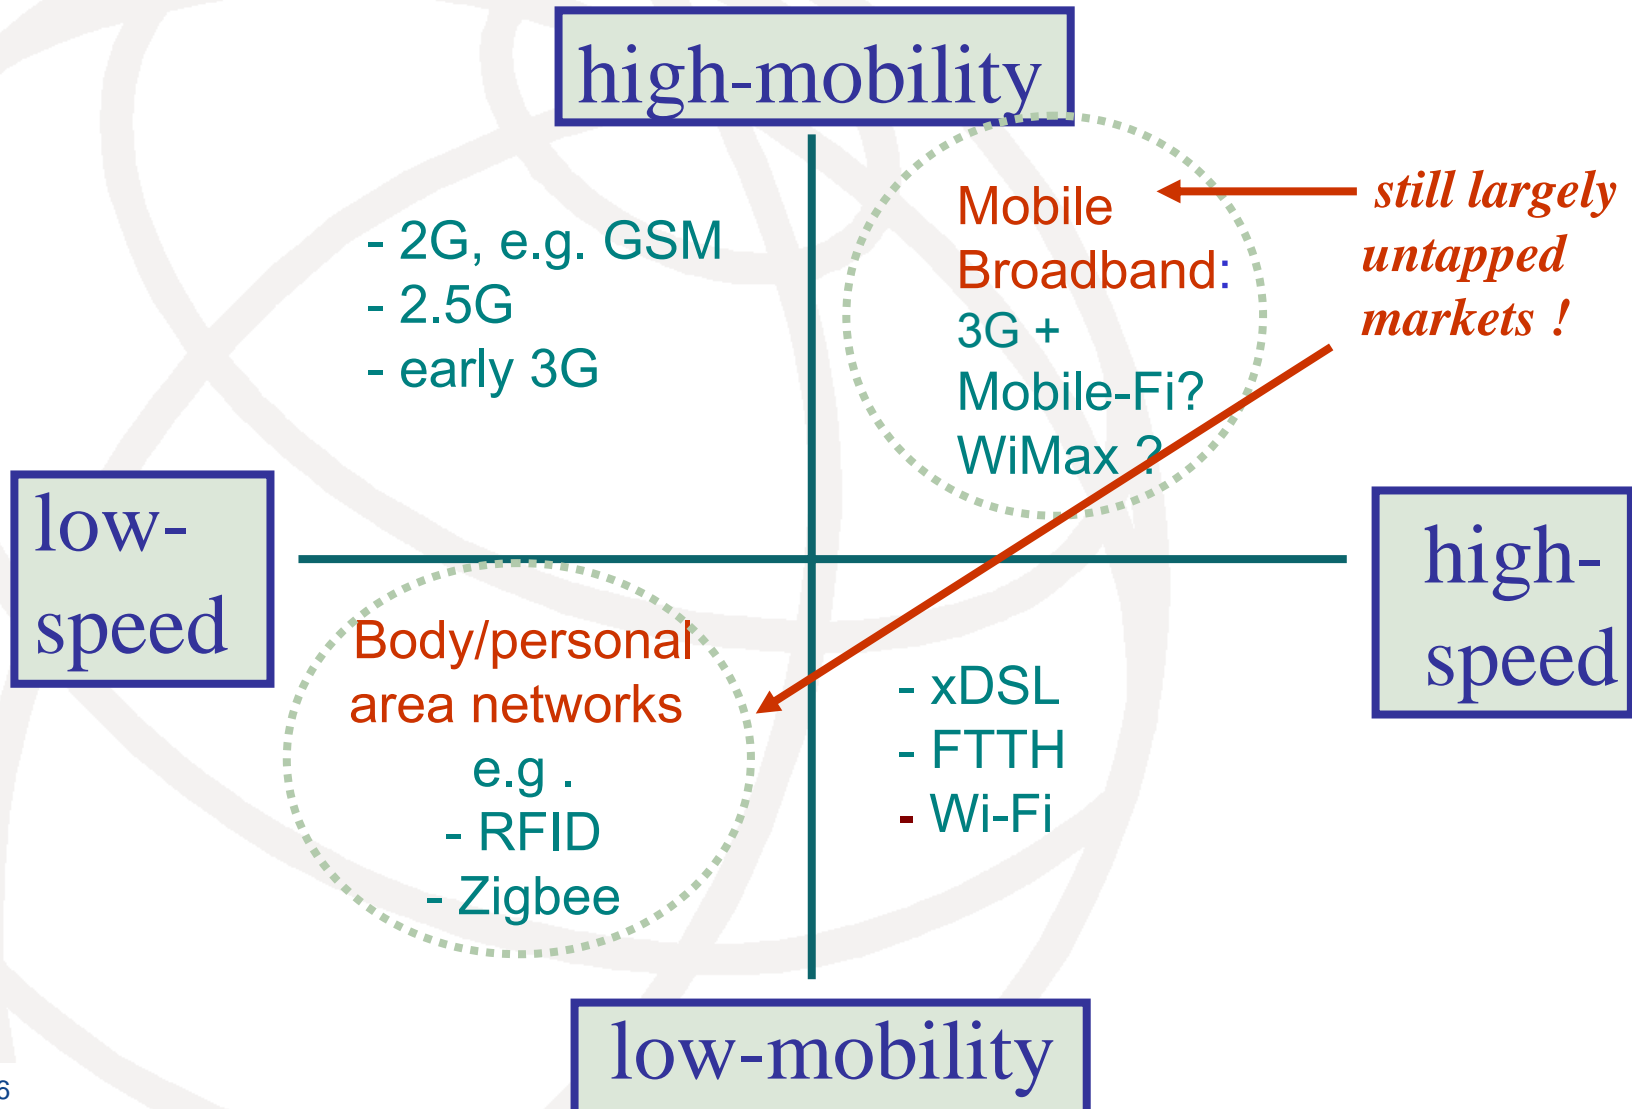 high-mobility
- 2G, e.g. GSM
- 2.5G
- early 3G
Mobile
Broadband:
3G +
Mobile-Fi?
WiMax ?
still largely
untapped
markets !
low-
speed
high-
speed
Body/personal
area networks
e.g .
- RFID
- Zigbee
- xDSL
- FTTH
- Wi-Fi
low-mobility
6